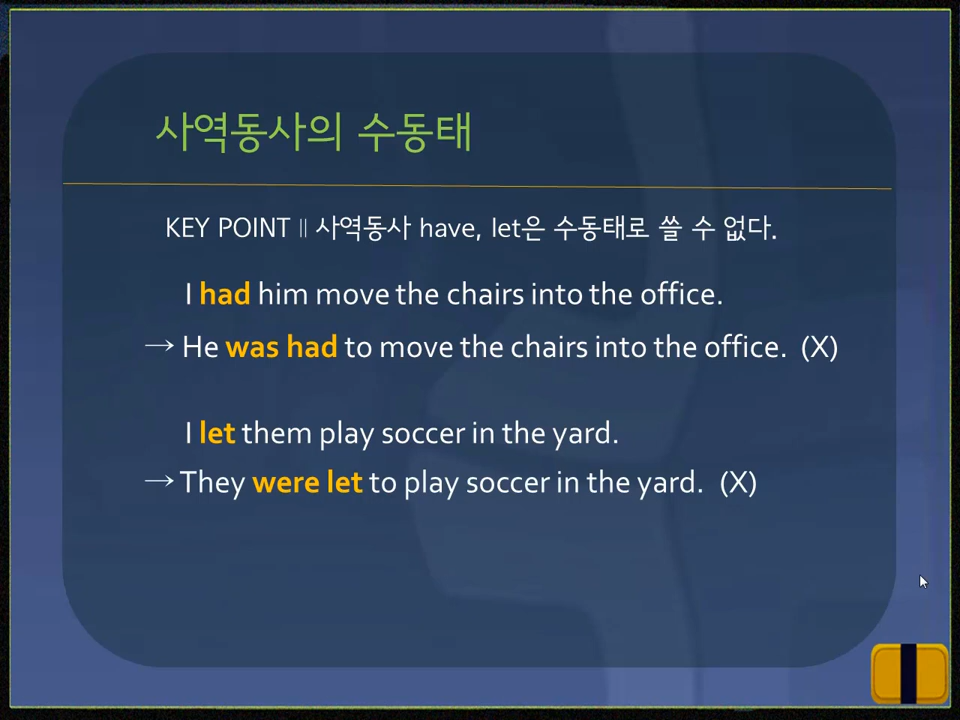 사역동사의 수동태
KEY POINT || 사역동사 have, let은 수동태로 쓸 수 없다.
I had him move the chairs into the office.
→ He was had to move the chairs into the office. (X)
I let them play soccer in the yard.
→ They were let to play soccer in the yard. (X)